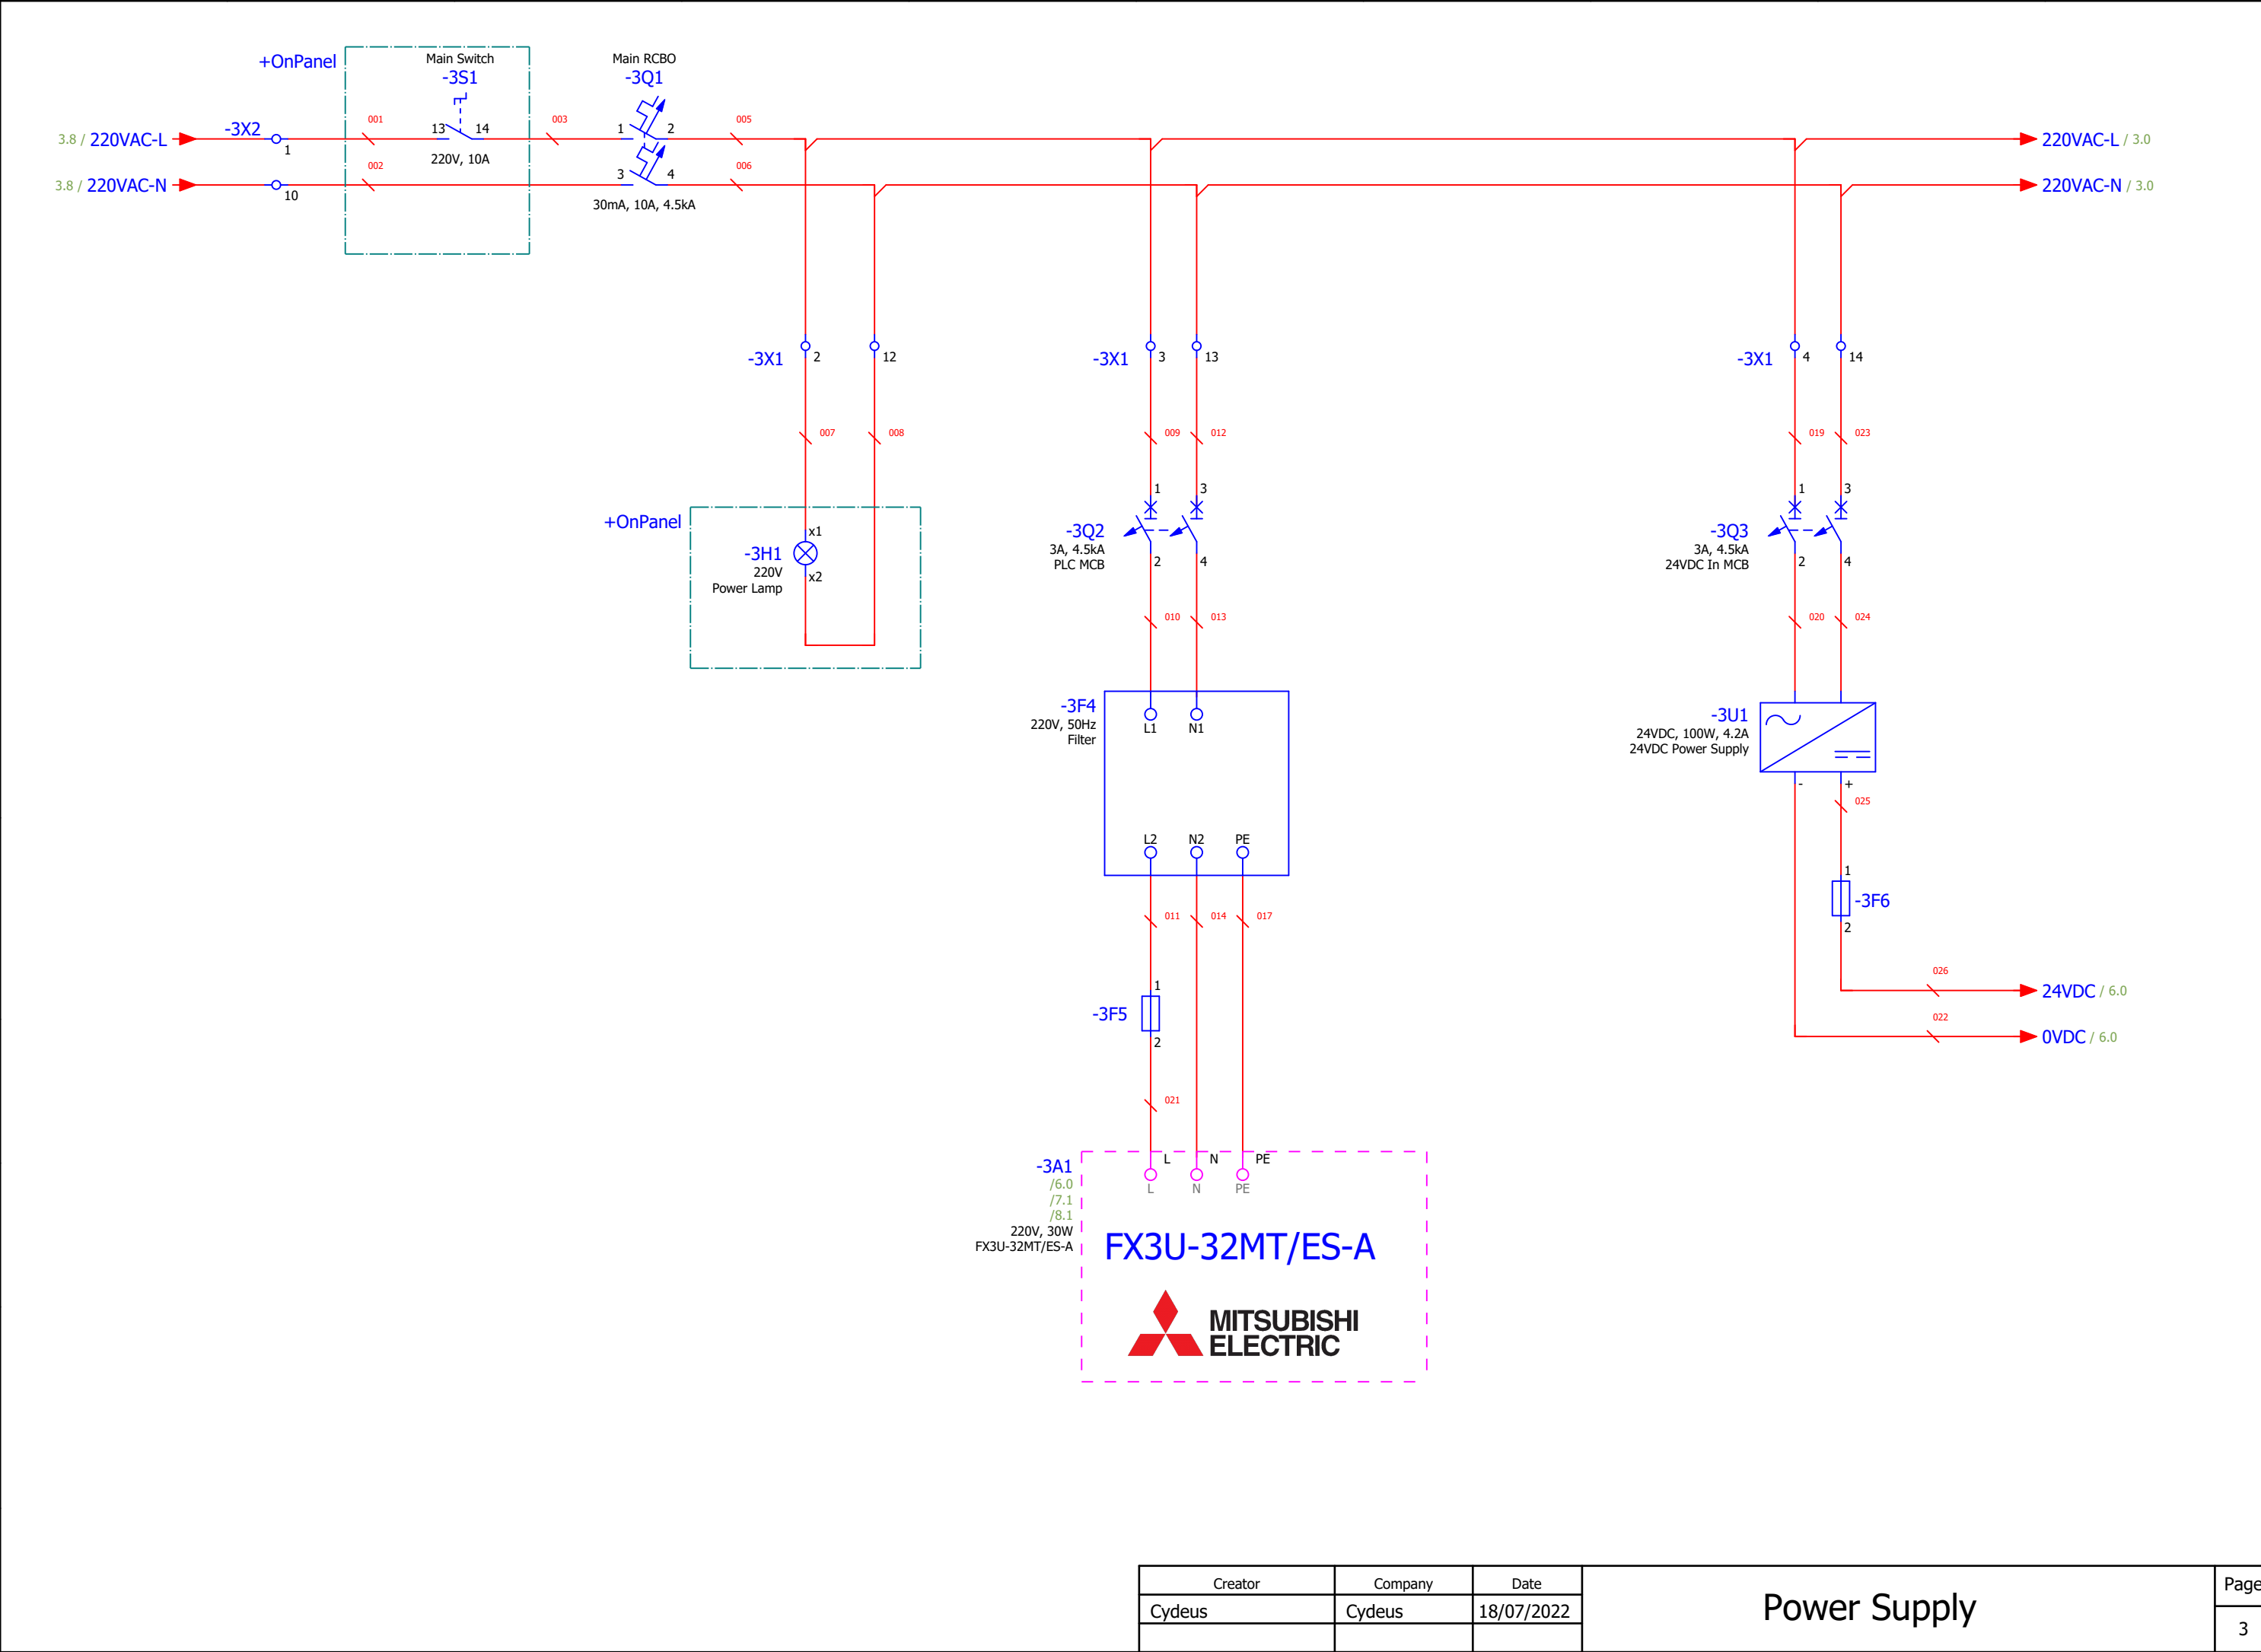 +OnPanel
Main Switch
-3S1
Main RCBO
-3Q1
3.8 / 220VAC-L
-3X2
1
001
13
14
220V, 10A
003
1
2
005
220VAC-L / 3.0
3.8 / 220VAC-N
10
002
3
4
30mA, 10A, 4.5kA
006
220VAC-N / 3.0
-3X1
2
12
-3X1
3
13
-3X1
4
14
007
008
009
012
019
023
+OnPanel
-3H1
220V
Power Lamp
x1
x2
-3Q2
3A, 4.5kA
PLC MCB
1
3
2
4
-3Q3
3A, 4.5kA
24VDC In MCB
1
3
2
4
010
013
020
024
-3F4
220V, 50Hz
Filter
L1
N1
L2
N2
PE
-3U1
24VDC, 100W, 4.2A
24VDC Power Supply
-
+
025
011
014
017
1
-3F6
2
-3F5
1
2
026
24VDC / 6.0
022
0VDC / 6.0
021
-3A1
/6.0
/7.1
/8.1
220V, 30W
FX3U-32MT/ES-A
L
N
PE
L
N
PE
FX3U-32MT/ES-A
MITSUBISHI
ELECTRIC
Creator
Company
Date
Cydeus
Cydeus
18/07/2022
Power Supply
Page
3